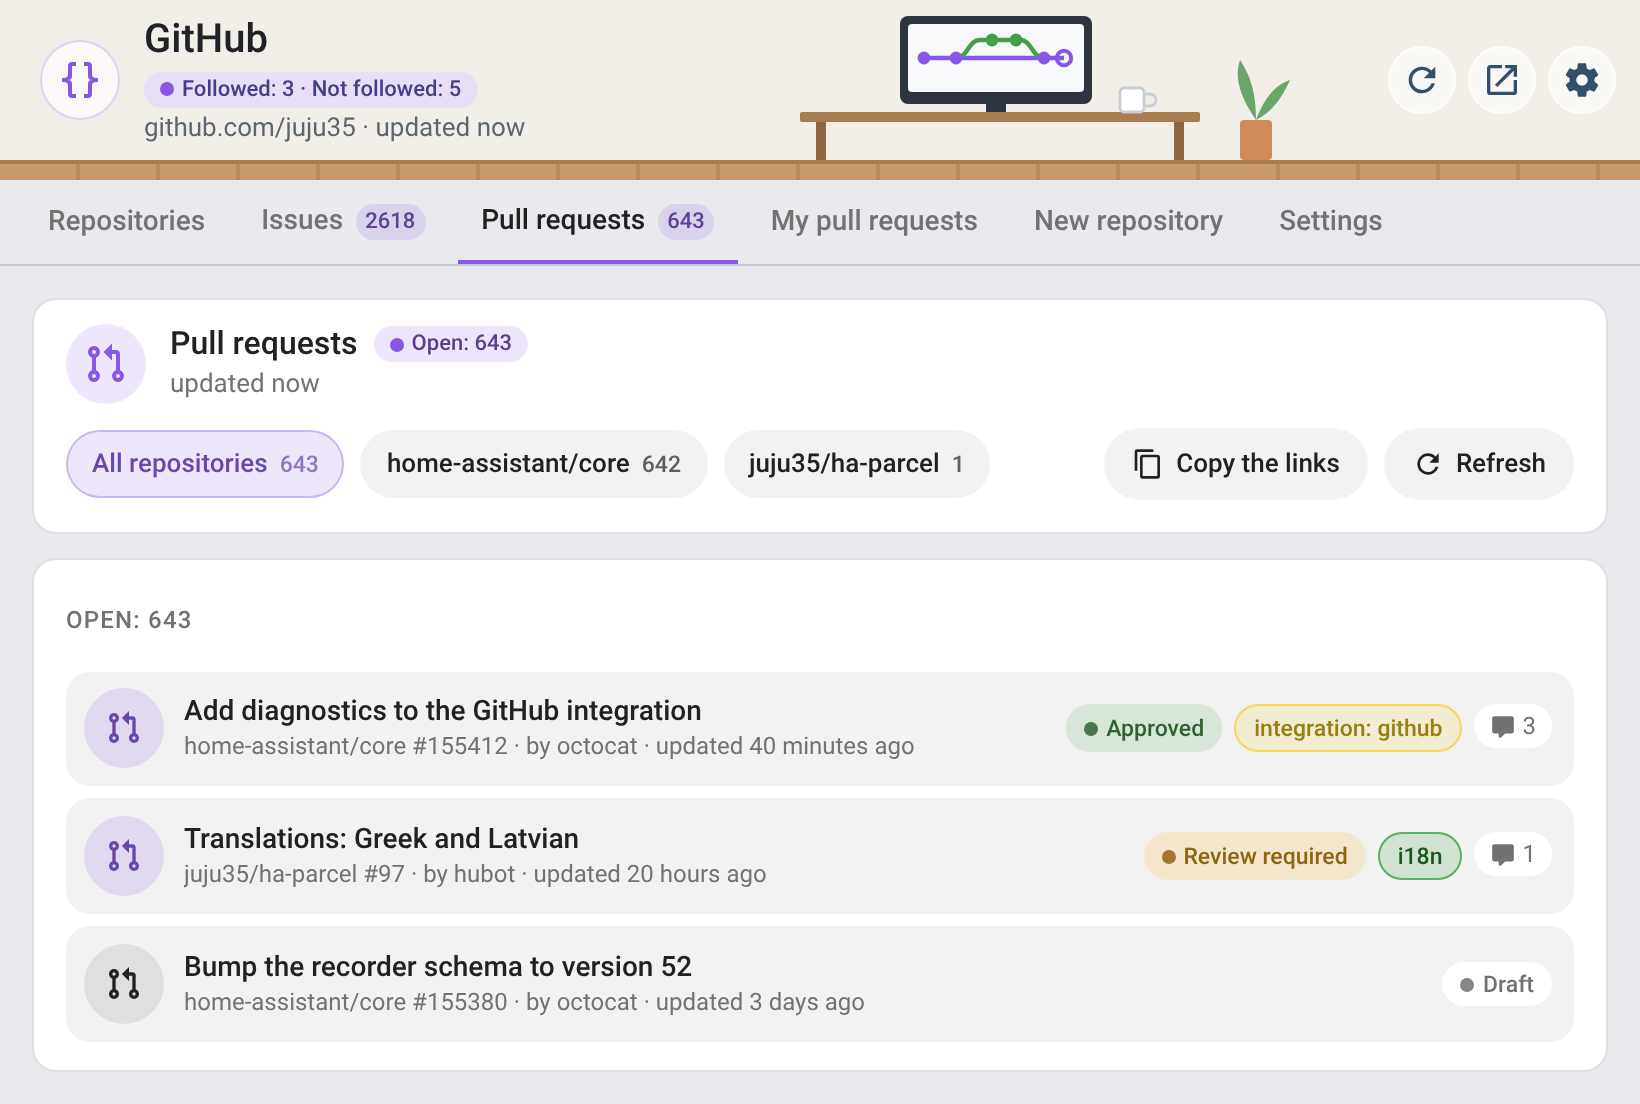 GitHub
Followed: 3 · Not followed: 5
github.com/juju35 · updated now
Repositories
Issues 2618
Pull requests 643
My pull requests
New repository
Settings
Pull requests
Open: 643
updated now
All repositories 643
home-assistant/core 642
juju35/ha-parcel 1
Copy the links
Refresh
OPEN: 643
Add diagnostics to the GitHub integration
home-assistant/core #155412 · by octocat · updated 40 minutes ago
Approved
integration: github
3
Translations: Greek and Latvian
juju35/ha-parcel #97 · by hubot · updated 20 hours ago
Review required
i18n
1
Bump the recorder schema to version 52
home-assistant/core #155380 · by octocat · updated 3 days ago
Draft